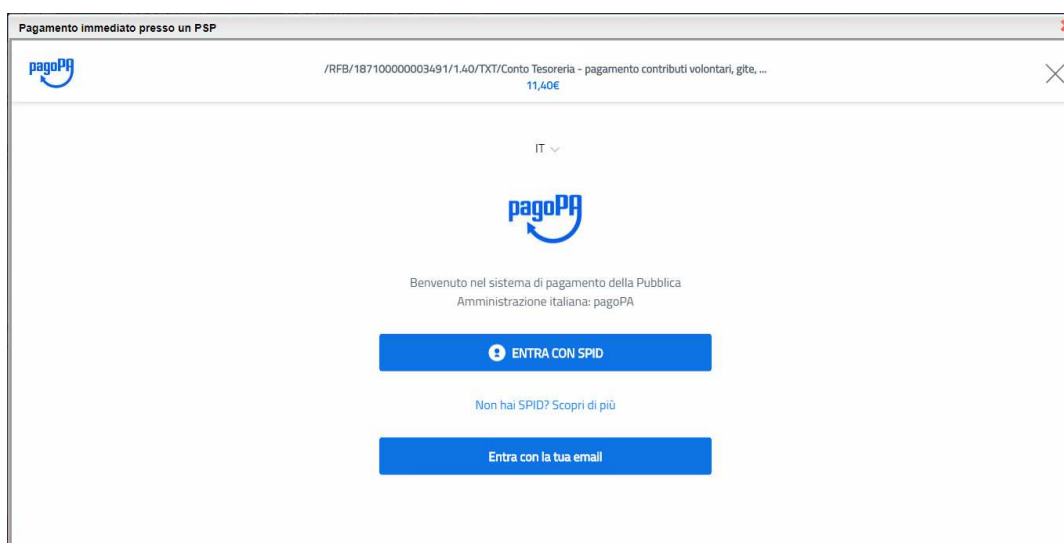 Pagamento immediato presso un PSP
pagoPA
/RFB/187100000003491/1.40/TXT/Conto Tesoreria - pagamento contributi volontari, gite, ...
11,40€
IT
pagoPA
Benvenuto nel sistema di pagamento della Pubblica
Amministrazione italiana: pagoPA
ENTRA CON SPID
Non hai SPID? Scopri di più
Entra con la tua email